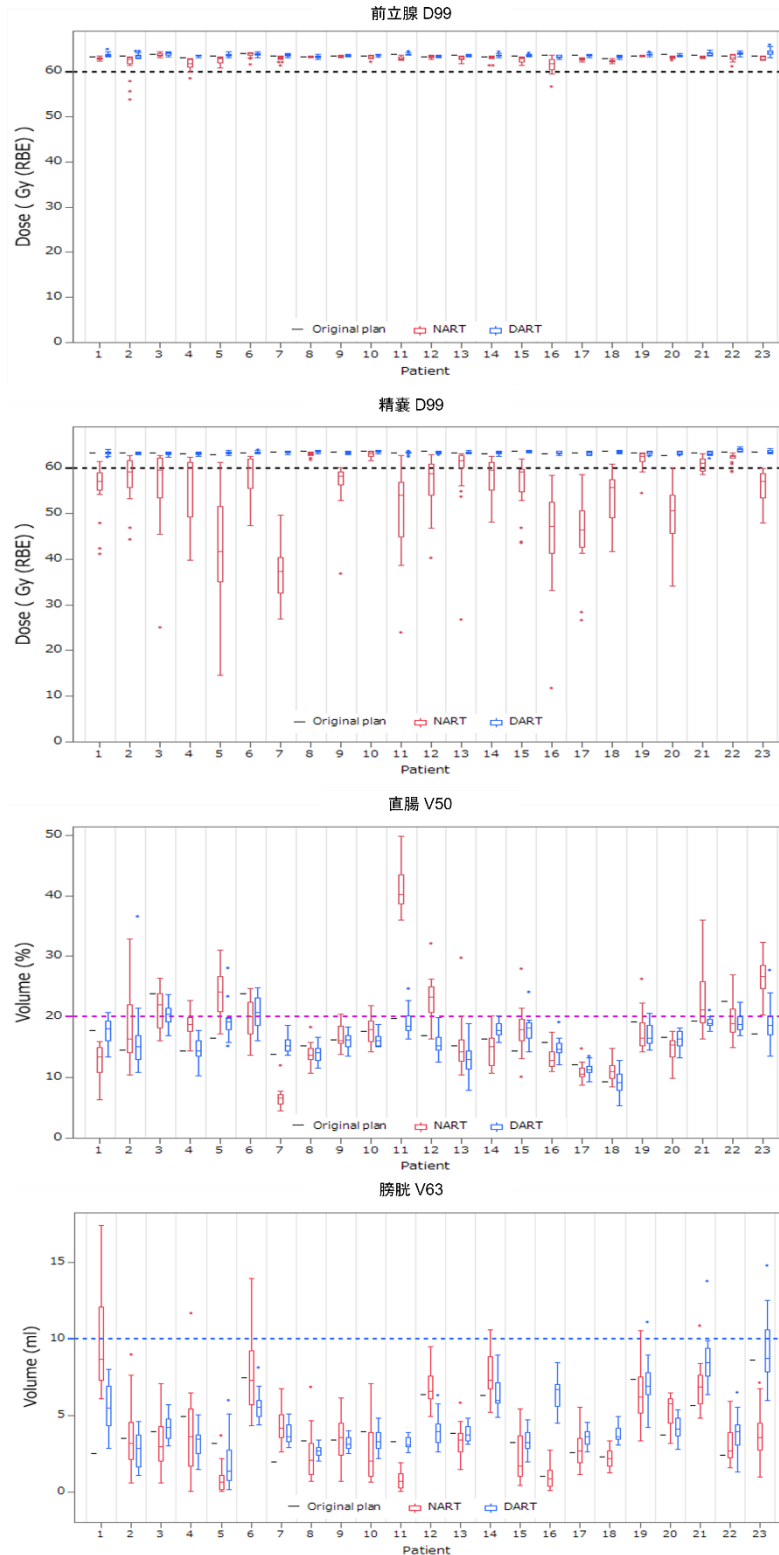 前立腺 D99
Dose ( Gy (RBE) )
60
50
40
30
20
10
0
Original plan NART DART
1 2 3 4 5 6 7 8 9 10 11 12 13 14 15 16 17 18 19 20 21 22 23
Patient
精嚢 D99
Dose ( Gy (RBE) )
60
50
40
30
20
10
0
Original plan NART DART
1 2 3 4 5 6 7 8 9 10 11 12 13 14 15 16 17 18 19 20 21 22 23
Patient
直腸 V50
Volume (%)
50
40
30
20
10
0
Original plan NART DART
1 2 3 4 5 6 7 8 9 10 11 12 13 14 15 16 17 18 19 20 21 22 23
Patient
膀胱 V63
Volume (ml)
15
10
5
0
Original plan NART DART
1 2 3 4 5 6 7 8 9 10 11 12 13 14 15 16 17 18 19 20 21 22 23
Patient